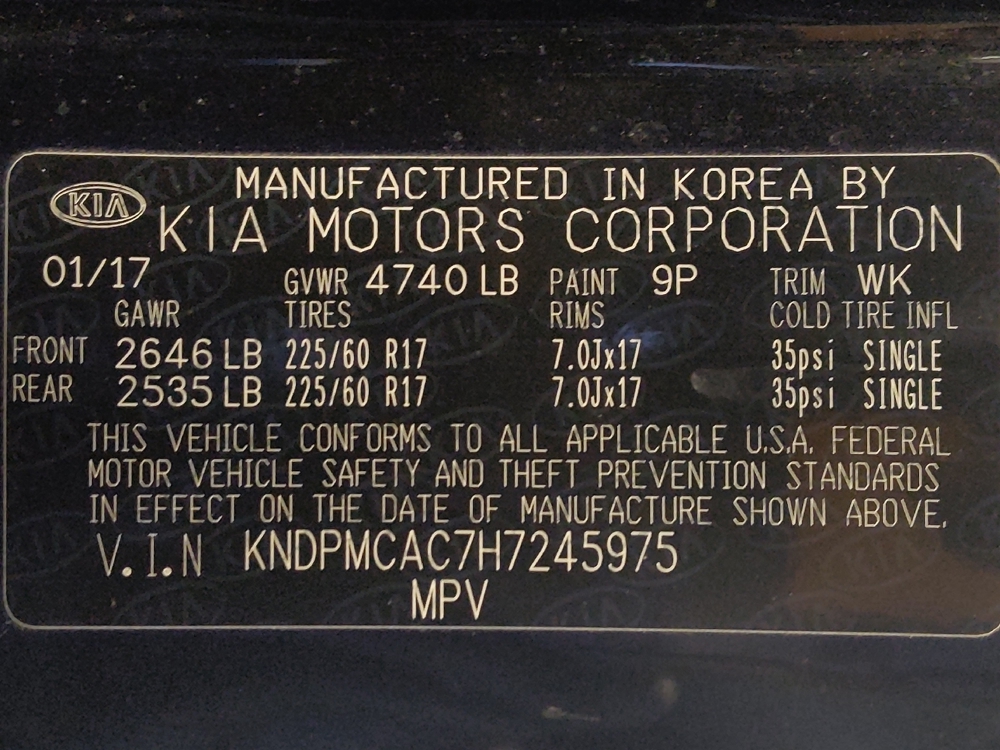 KIA MANUFACTURED IN KOREA BY
KIA MOTORS CORPORATION
01/17 GVWR 4740 LB PAINT 9P TRIM WK
GAWR TIRES RIMS COLD TIRE INFL
FRONT 2646 LB 225/60 R17 7.0Jx17 35psi SINGLE
REAR 2535 LB 225/60 R17 7.0Jx17 35psi SINGLE
THIS VEHICLE CONFORMS TO ALL APPLICABLE U.S.A. FEDERAL
MOTOR VEHICLE SAFETY AND THEFT PREVENTION STANDARDS
IN EFFECT ON THE DATE OF MANUFACTURE SHOWN ABOVE.
V.I.N KNDPMCAC7H7245975
MPV